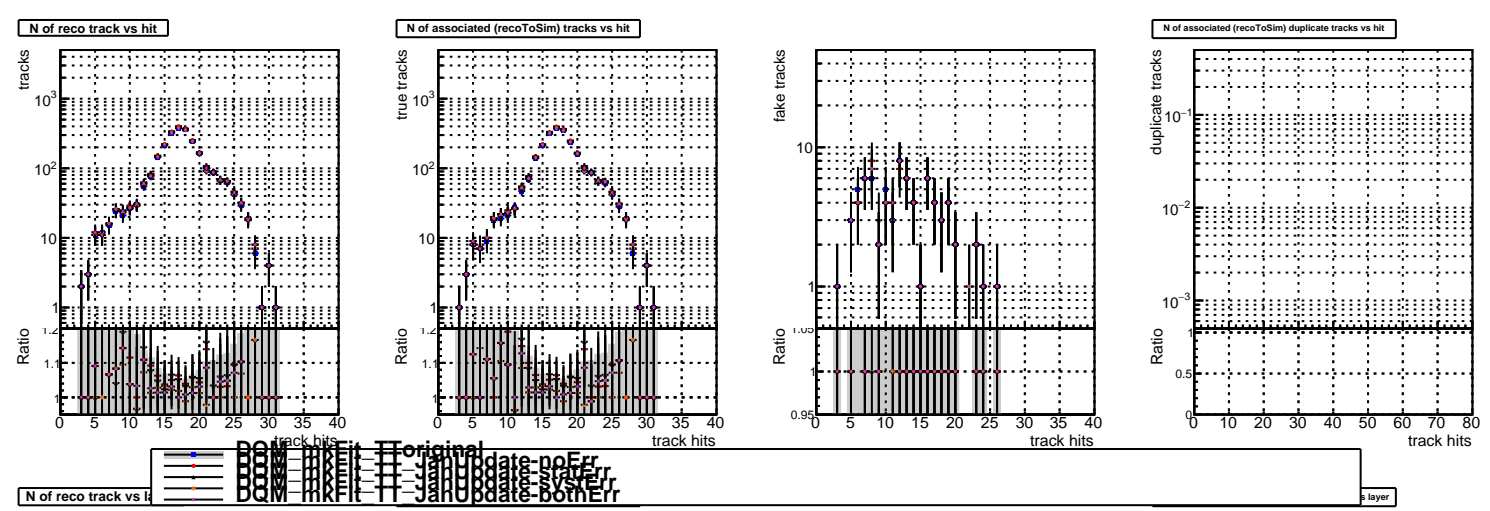 N of reco track vs hit
N of associated (recoToSim) tracks vs hit
N of associated (recoToSim) duplicate tracks vs hit
tracks
10³
10²
10
1
Ratio
1.2
1.1
1
0 5 10 15 20 25 30 35 40
track hits
true tracks
10³
10²
10
1
Ratio
1.2
1.1
1
0 5 10 15 20 25 30 35 40
track hits
fake tracks
10
1
Ratio
1.05
1
0.95
0 5 10 15 20 25 30 35 40
track hits
duplicate tracks
10⁻¹
10⁻²
10⁻³
Ratio
1
0.5
0
0 10 20 30 40 50 60 70 80
track hits
DQM_mkFit_TToriginal
DQM_mkFit_TT_JanUpdate-noErr
DQM_mkFit_TT_JanUpdate-statErr
DQM_mkFit_TT_JanUpdate-systErr
DQM_mkFit_TT_JanUpdate-bothErr
N of reco track vs la
s layer